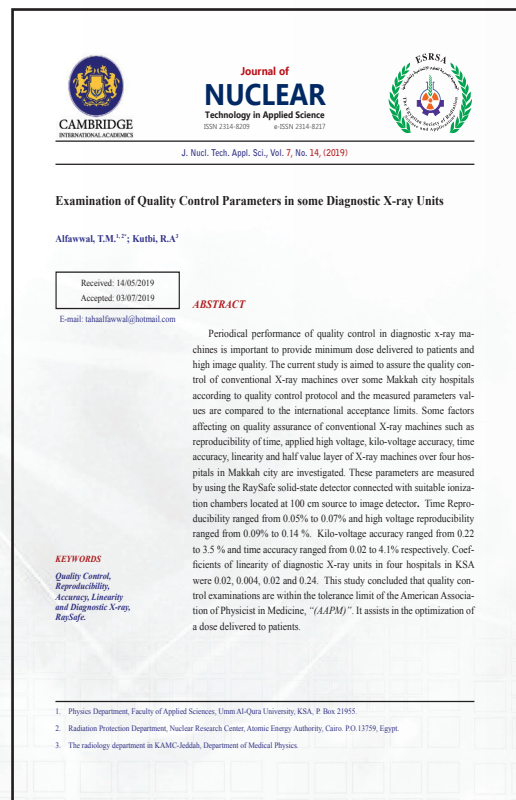 CAMBRIDGE
INTERNATIONAL ACADEMICS
Journal of
NUCLEAR
Technology in Applied Science
ISSN 2314-8209 e-ISSN 2314-8217
ESRSA
The Egyptian Society of Radiation
Sciences and Applications
J. Nucl. Tech. Appl. Sci., Vol. 7, No. 14, (2019)
Examination of Quality Control Parameters in some Diagnostic X-ray Units
Alfawwal, T.M.1, 2*; Kutbi, R.A3
Received: 14/05/2019
Accepted: 03/07/2019
E-mail: tahaalfawwal@hotmail.com
ABSTRACT
Periodical performance of quality control in diagnostic x-ray ma-
chines is important to provide minimum dose delivered to patients and
high image quality. The current study is aimed to assure the quality con-
trol of conventional X-ray machines over some Makkah city hospitals
according to quality control protocol and the measured parameters val-
ues are compared to the international acceptance limits. Some factors
affecting on quality assurance of conventional X-ray machines such as
reproducibility of time, applied high voltage, kilo-voltage accuracy, time
accuracy, linearity and half value layer of X-ray machines over four hos-
pitals in Makkah city are investigated. These parameters are measured
by using the RaySafe solid-state detector connected with suitable ioniza-
tion chambers located at 100 cm source to image detector. Time Repro-
ducibility ranged from 0.05% to 0.07% and high voltage reproducibility
ranged from 0.09% to 0.14 %. Kilo-voltage accuracy ranged from 0.22
to 3.5 % and time accuracy ranged from 0.02 to 4.1% respectively. Coef-
ficients of linearity of diagnostic X-ray units in four hospitals in KSA
were 0.02, 0.004, 0.02 and 0.24. This study concluded that quality con-
trol examinations are within the tolerance limit of the American Associa-
tion of Physicist in Medicine, "(AAPM)". It assists in the optimization of
a dose delivered to patients.
KEYWORDS
Quality Control,
Reproducibility,
Accuracy, Linearity
and Diagnostic X-ray,
RaySafe.
1. Physics Department, Faculty of Applied Sciences, Umm Al-Qura University, KSA, P. Box 21955.
2. Radiation Protection Department, Nuclear Research Center, Atomic Energy Authority, Cairo. P.O.13759, Egypt.
3. The radiology department in KAMC-Jeddah, Department of Medical Physics.